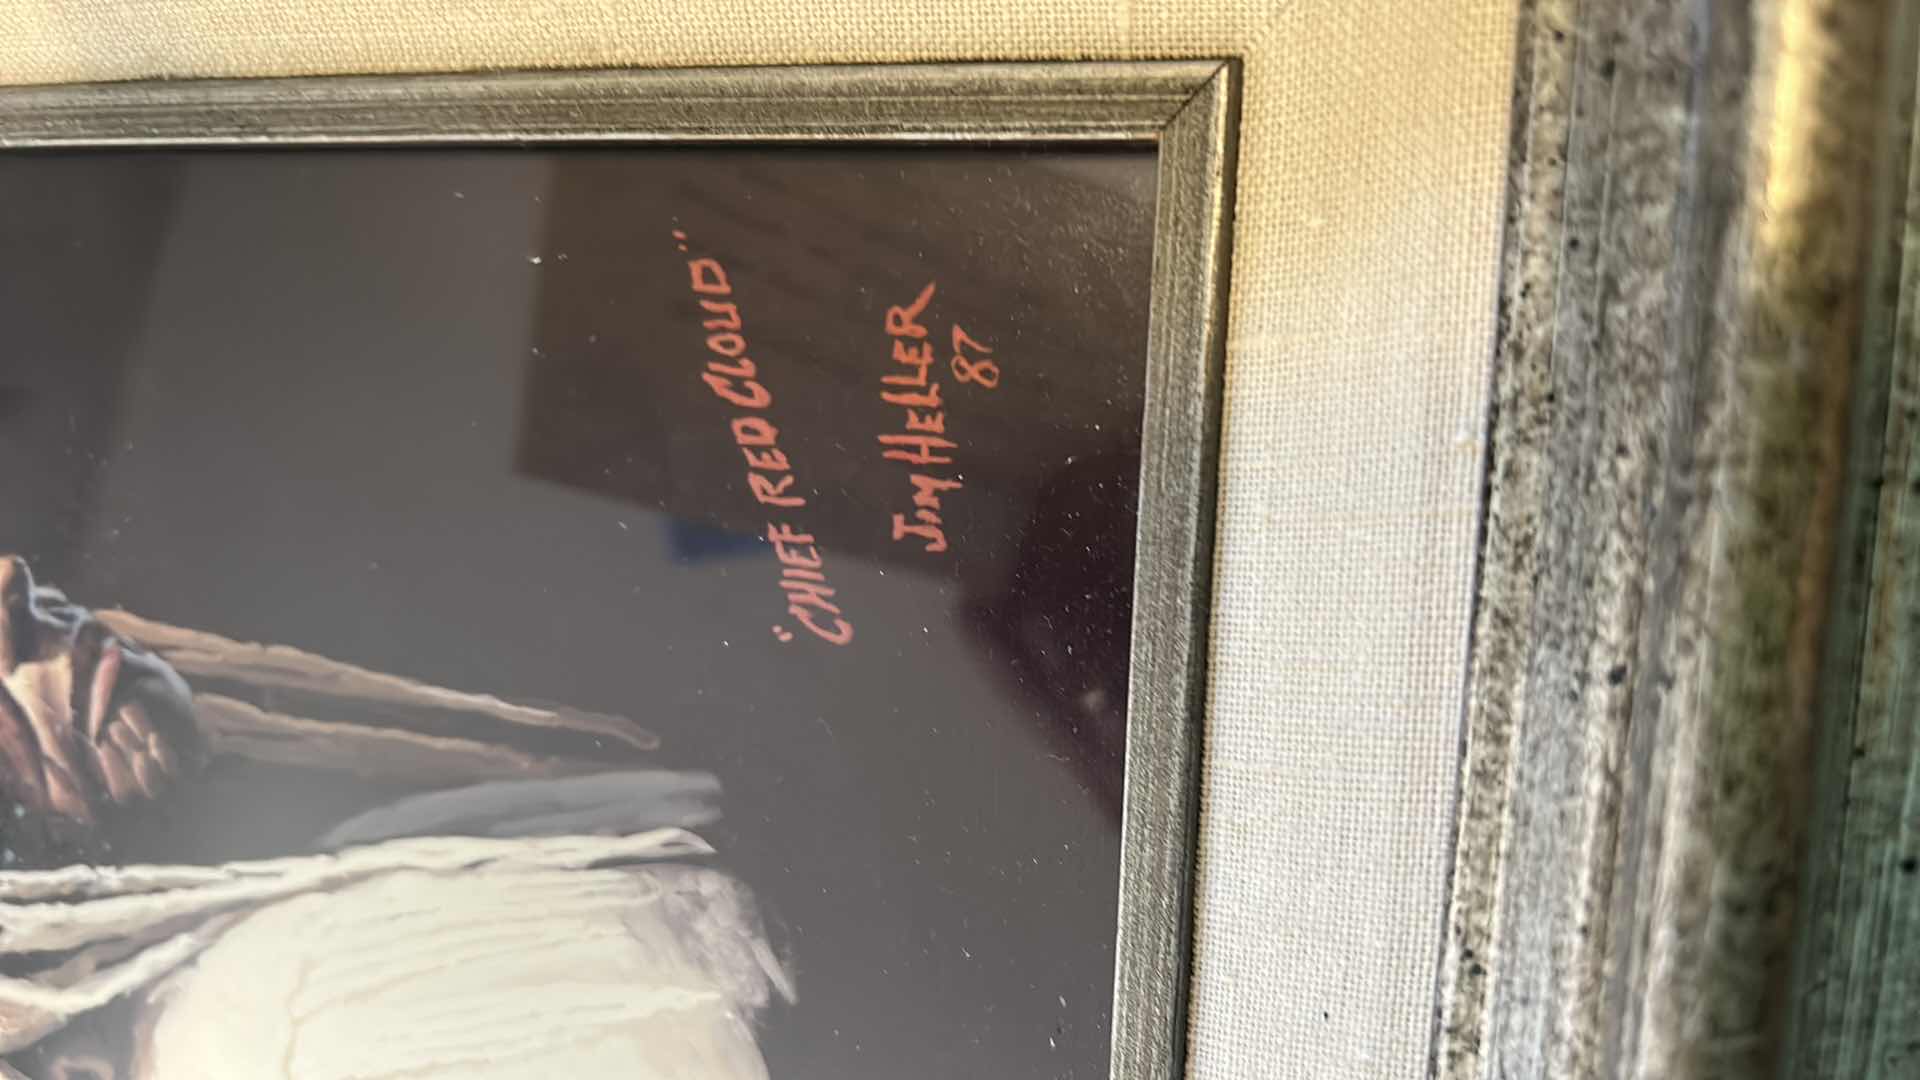 "CHIEF RED CLOUD"
JIM HELLER
87